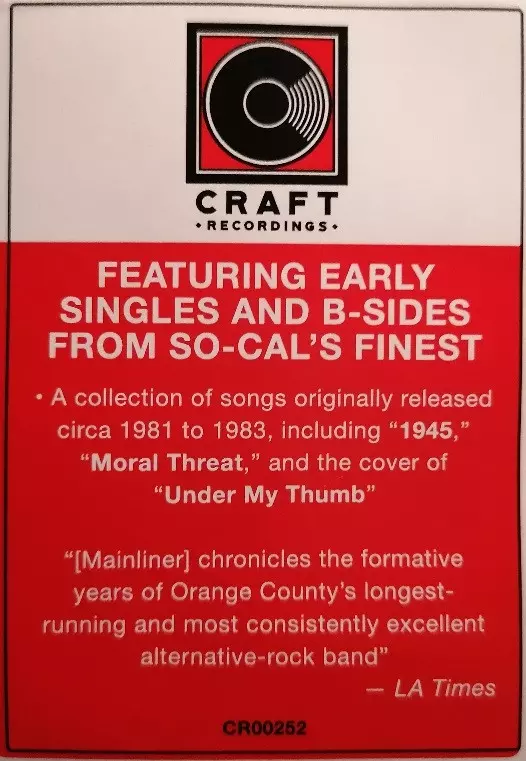 CRAFT
•RECORDINGS•
FEATURING EARLY
SINGLES AND B-SIDES
FROM SO-CAL'S FINEST
• A collection of songs originally released
circa 1981 to 1983, including “1945,”
“Moral Threat,” and the cover of
“Under My Thumb”
“[Mainliner] chronicles the formative
years of Orange County's longest-
running and most consistently excellent
alternative-rock band”
— LA Times
CR00252